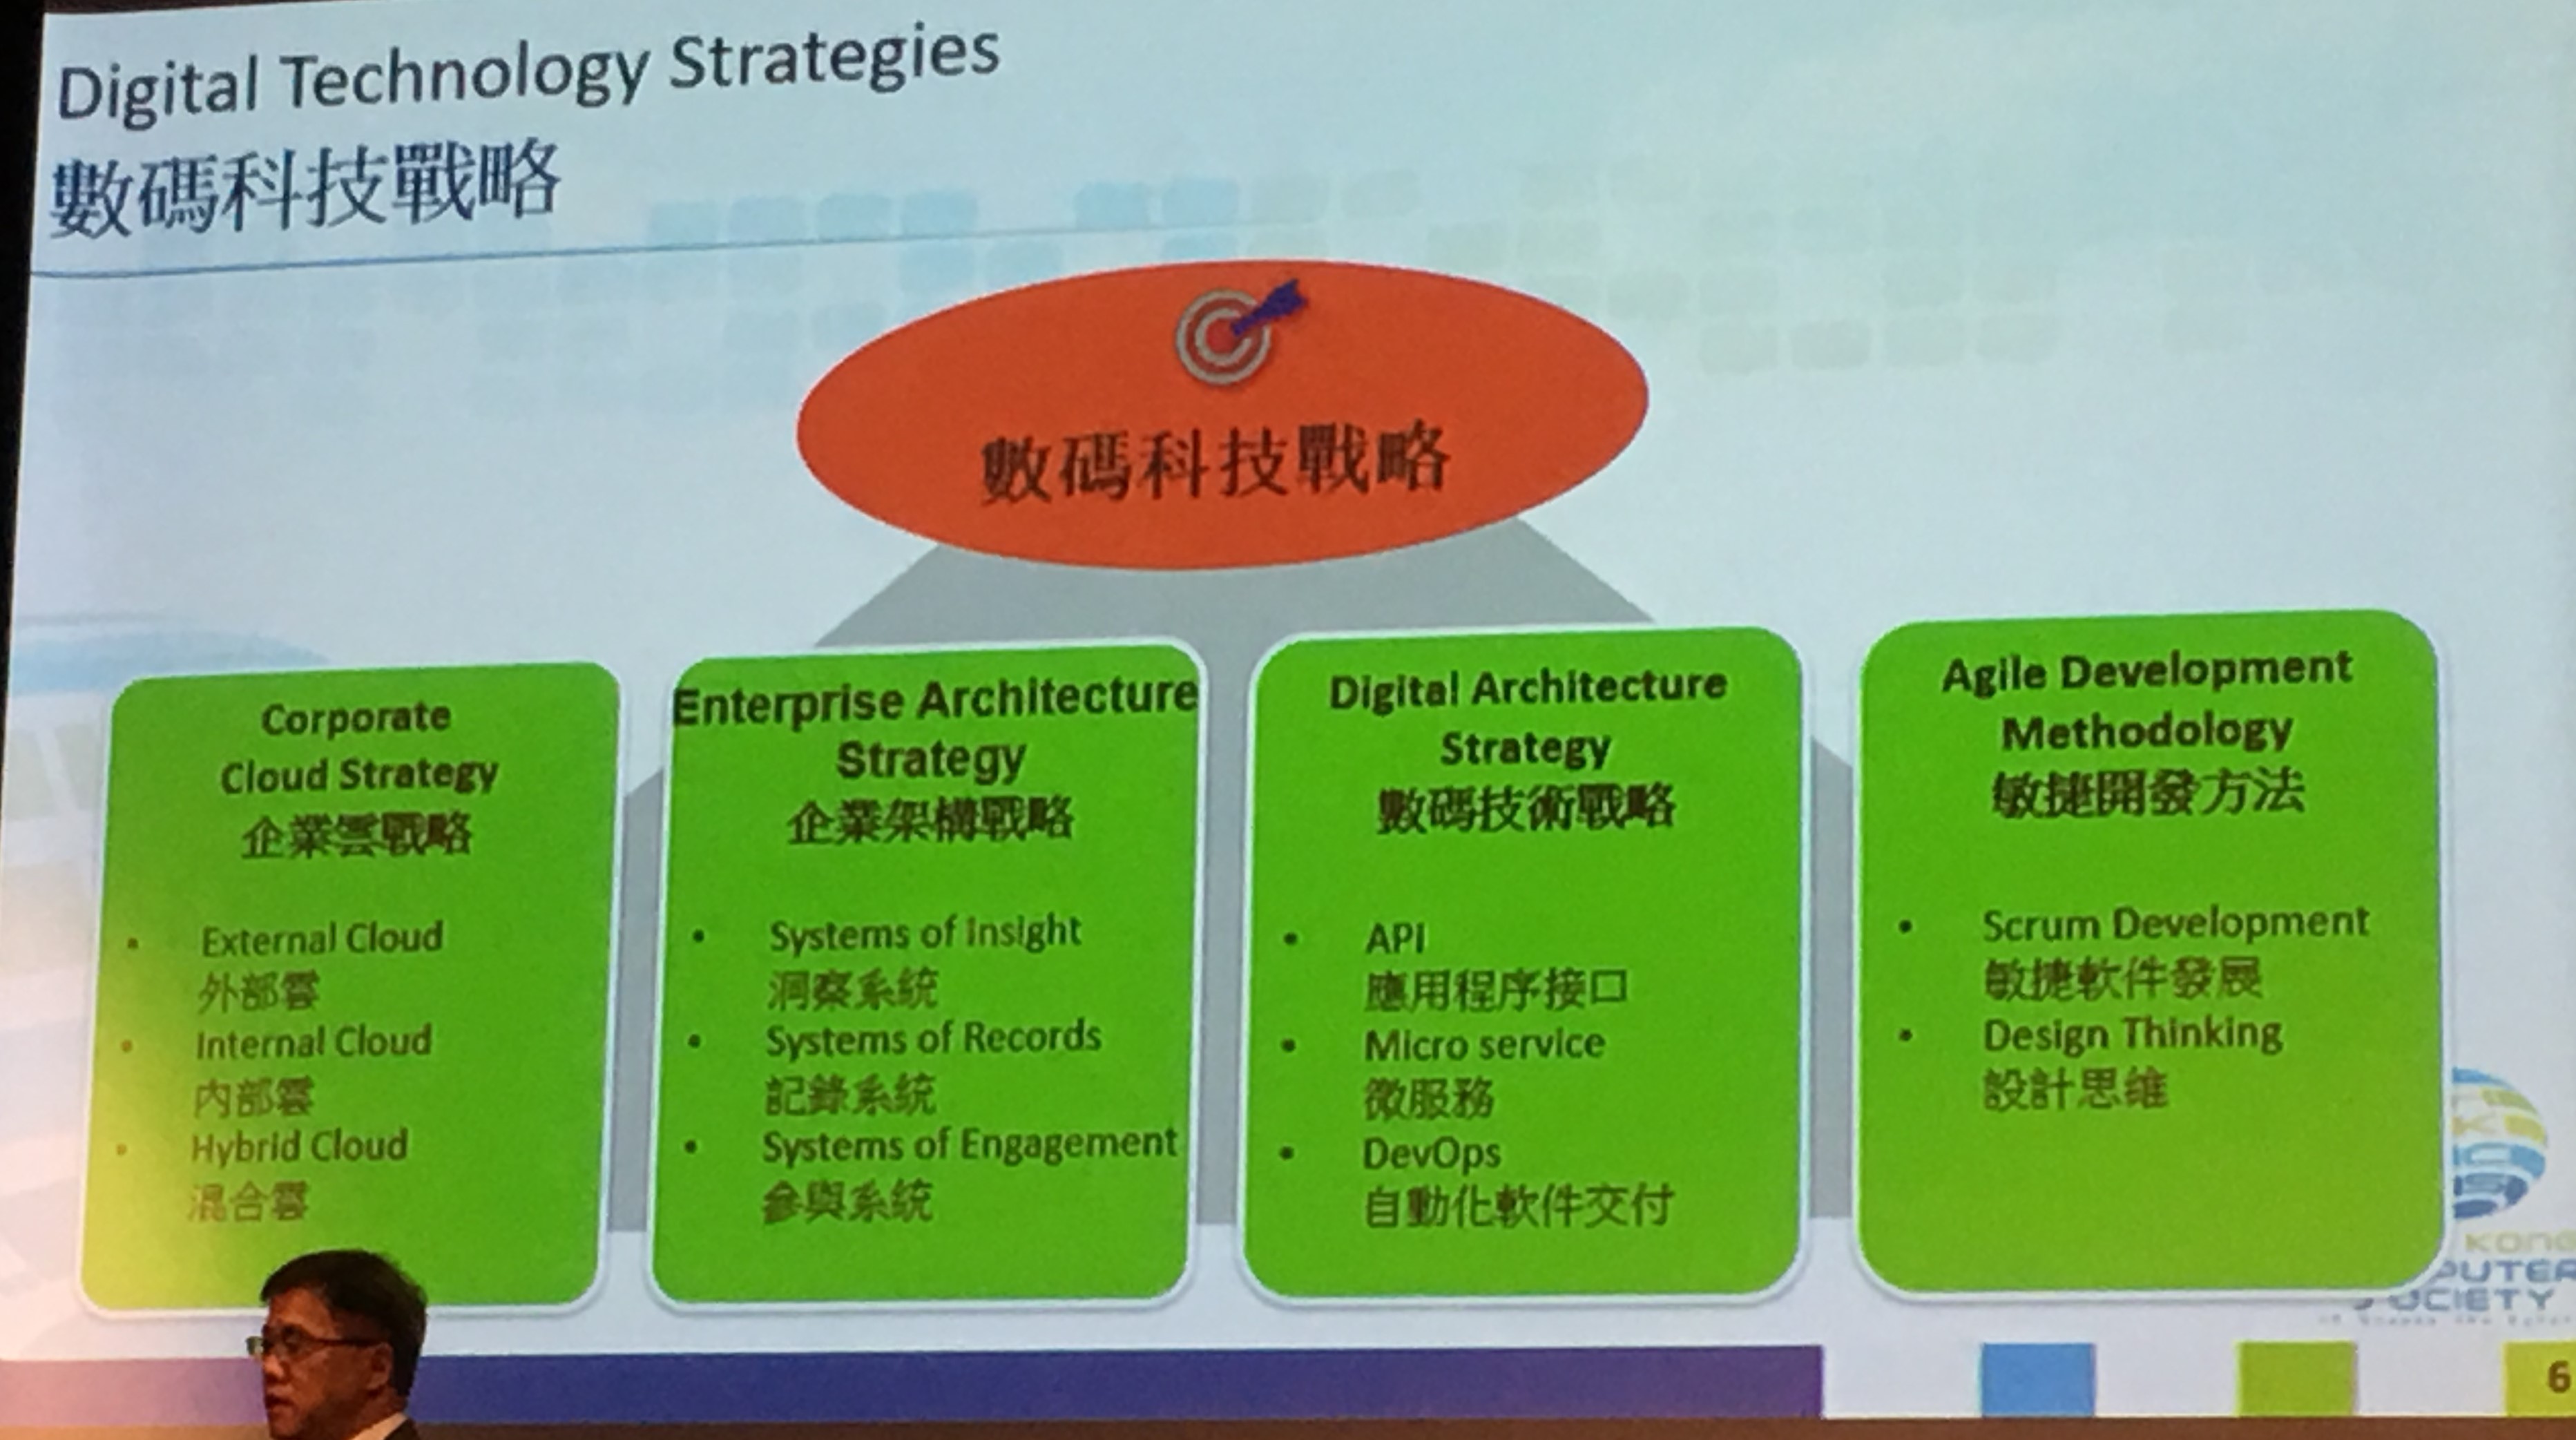 Digital Technology Strategies
數碼科技戰略
數碼科技戰略
Corporate
Cloud Strategy
企業雲戰略
• External Cloud
外部雲
• Internal Cloud
內部雲
• Hybrid Cloud
混合雲
Enterprise Architecture
Strategy
企業架構戰略
• Systems of Insight
洞察系統
• Systems of Records
記錄系統
• Systems of Engagement
參與系統
Digital Architecture
Strategy
數碼技術戰略
• API
應用程序接口
• Micro service
微服務
• DevOps
自動化軟件交付
Agile Development
Methodology
敏捷開發方法
• Scrum Development
敏捷軟件發展
• Design Thinking
設計思維
KONG
PUTER
SOCIETY
6